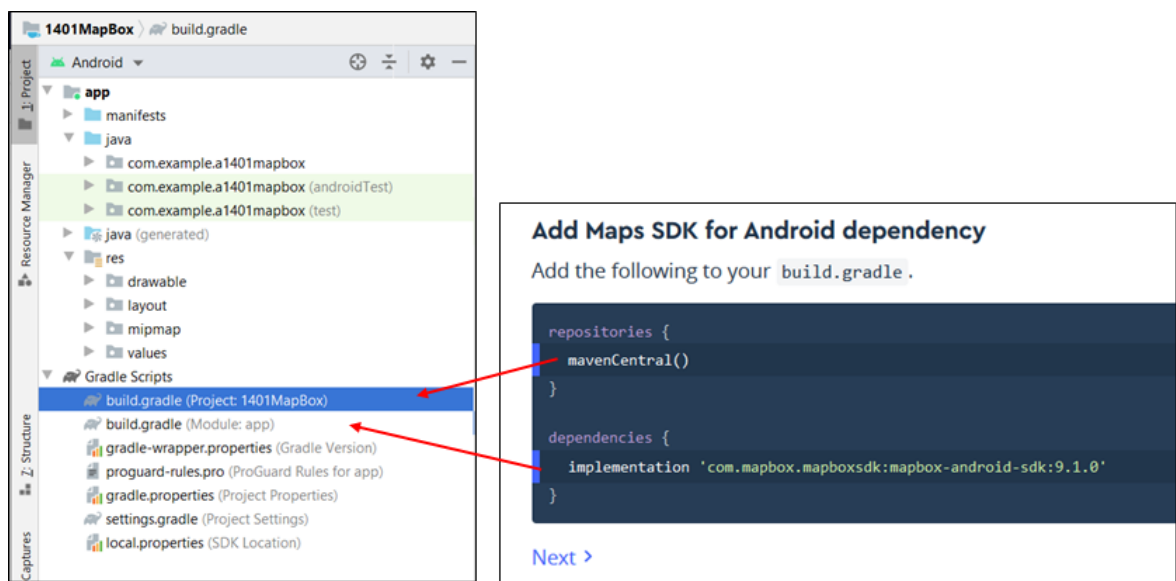 1401MapBox 〉 build.gradle
1: Project
Resource Manager
Z: Structure
Captures
Android
app
manifests
java
com.example.a1401mapbox
com.example.a1401mapbox (androidTest)
com.example.a1401mapbox (test)
java (generated)
res
drawable
layout
mipmap
values
Gradle Scripts
build.gradle (Project: 1401MapBox)
build.gradle (Module: app)
gradle-wrapper.properties (Gradle Version)
proguard-rules.pro (ProGuard Rules for app)
gradle.properties (Project Properties)
settings.gradle (Project Settings)
local.properties (SDK Location)
Add Maps SDK for Android dependency
Add the following to your build.gradle.
repositories {
mavenCentral()
}
dependencies {
implementation 'com.mapbox.mapboxsdk:mapbox-android-sdk:9.1.0'
}
Next >